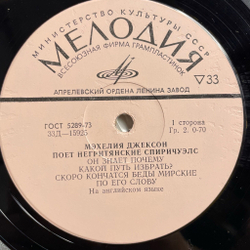 МИНИСТЕРСТВО КУЛЬТУРЫ СССР
МЕЛОДИЯ
ВСЕСОЮЗНАЯ ФИРМА ГРАМПЛАСТИНОК
▽33
АПРЕЛЕВСКИЙ ОРДЕНА ЛЕНИНА ЗАВОД
ГОСТ 5289-73
33Д—15925
1 сторона
Гр. 2. 0-70
МЭХЕЛИЯ ДЖЕКСОН
ПОЕТ НЕГРИТЯНСКИЕ СПИРИЧУЭЛС
ОН ЗНАЕТ ПОЧЕМУ
КАКОЙ ПУТЬ ИЗБРАТЬ?
СКОРО КОНЧАТСЯ БЕДЫ МИРСКИЕ
ПО ЕГО СЛОВУ
На английском языке